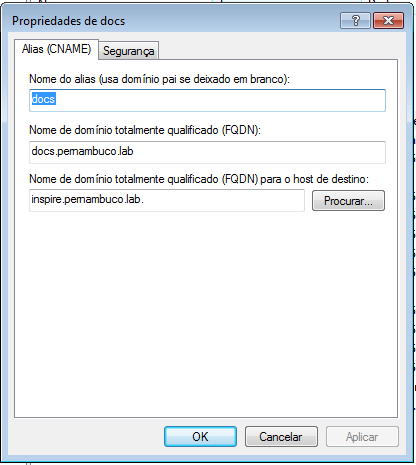 Propriedades de docs
Alias (CNAME) Segurança
Nome do alias (usa domínio pai se deixado em branco):
docs
Nome de domínio totalmente qualificado (FQDN):
docs.pernambuco.lab
Nome de domínio totalmente qualificado (FQDN) para o host de destino:
inspire.pernambuco.lab. Procurar...
OK Cancelar Aplicar